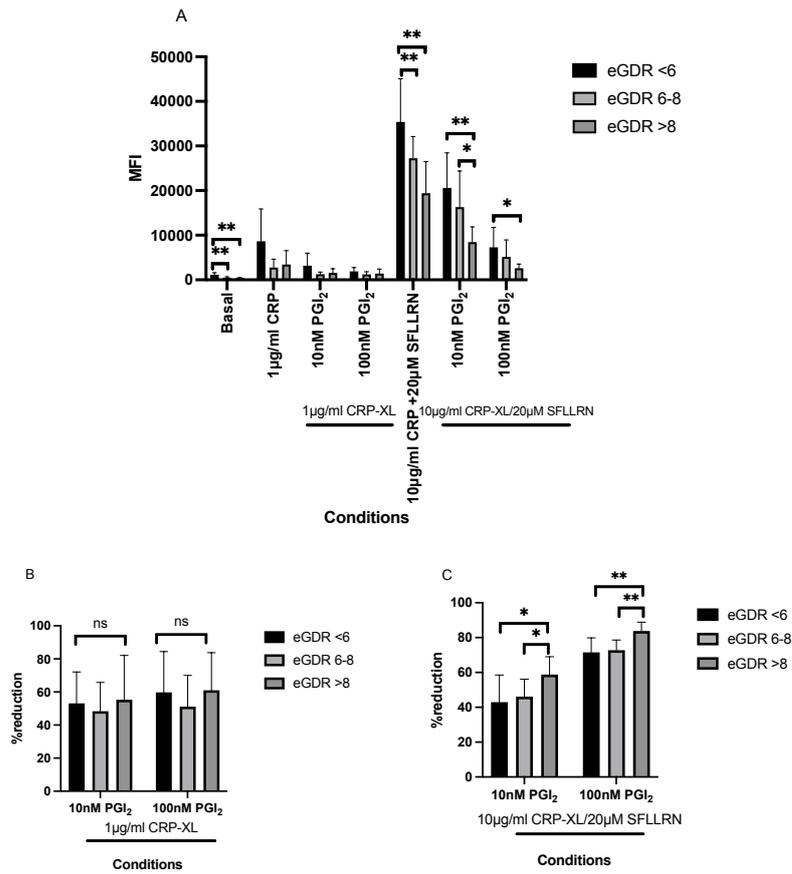 A
**
**
50000
40000
30000
20000
10000
0
MFI
**
**
**
*
*
eGDR <6
eGDR 6-8
eGDR >8
Basal
1µg/ml CRP
10nM PGI₂
100nM PGI₂
10µg/ml CRP +20µM SFLLRN
10nM PGI₂
100nM PGI₂
1µg/ml CRP-XL
10µg/ml CRP-XL/20µM SFLLRN
Conditions
B
100
80
60
40
20
0
%reduction
ns
ns
eGDR <6
eGDR 6-8
eGDR >8
10nM PGI₂
100nM PGI₂
1µg/ml CRP-XL
Conditions
C
100
80
60
40
20
0
%reduction
*
*
**
**
eGDR <6
eGDR 6-8
eGDR >8
10nM PGI₂
100nM PGI₂
10µg/ml CRP-XL/20µM SFLLRN
Conditions